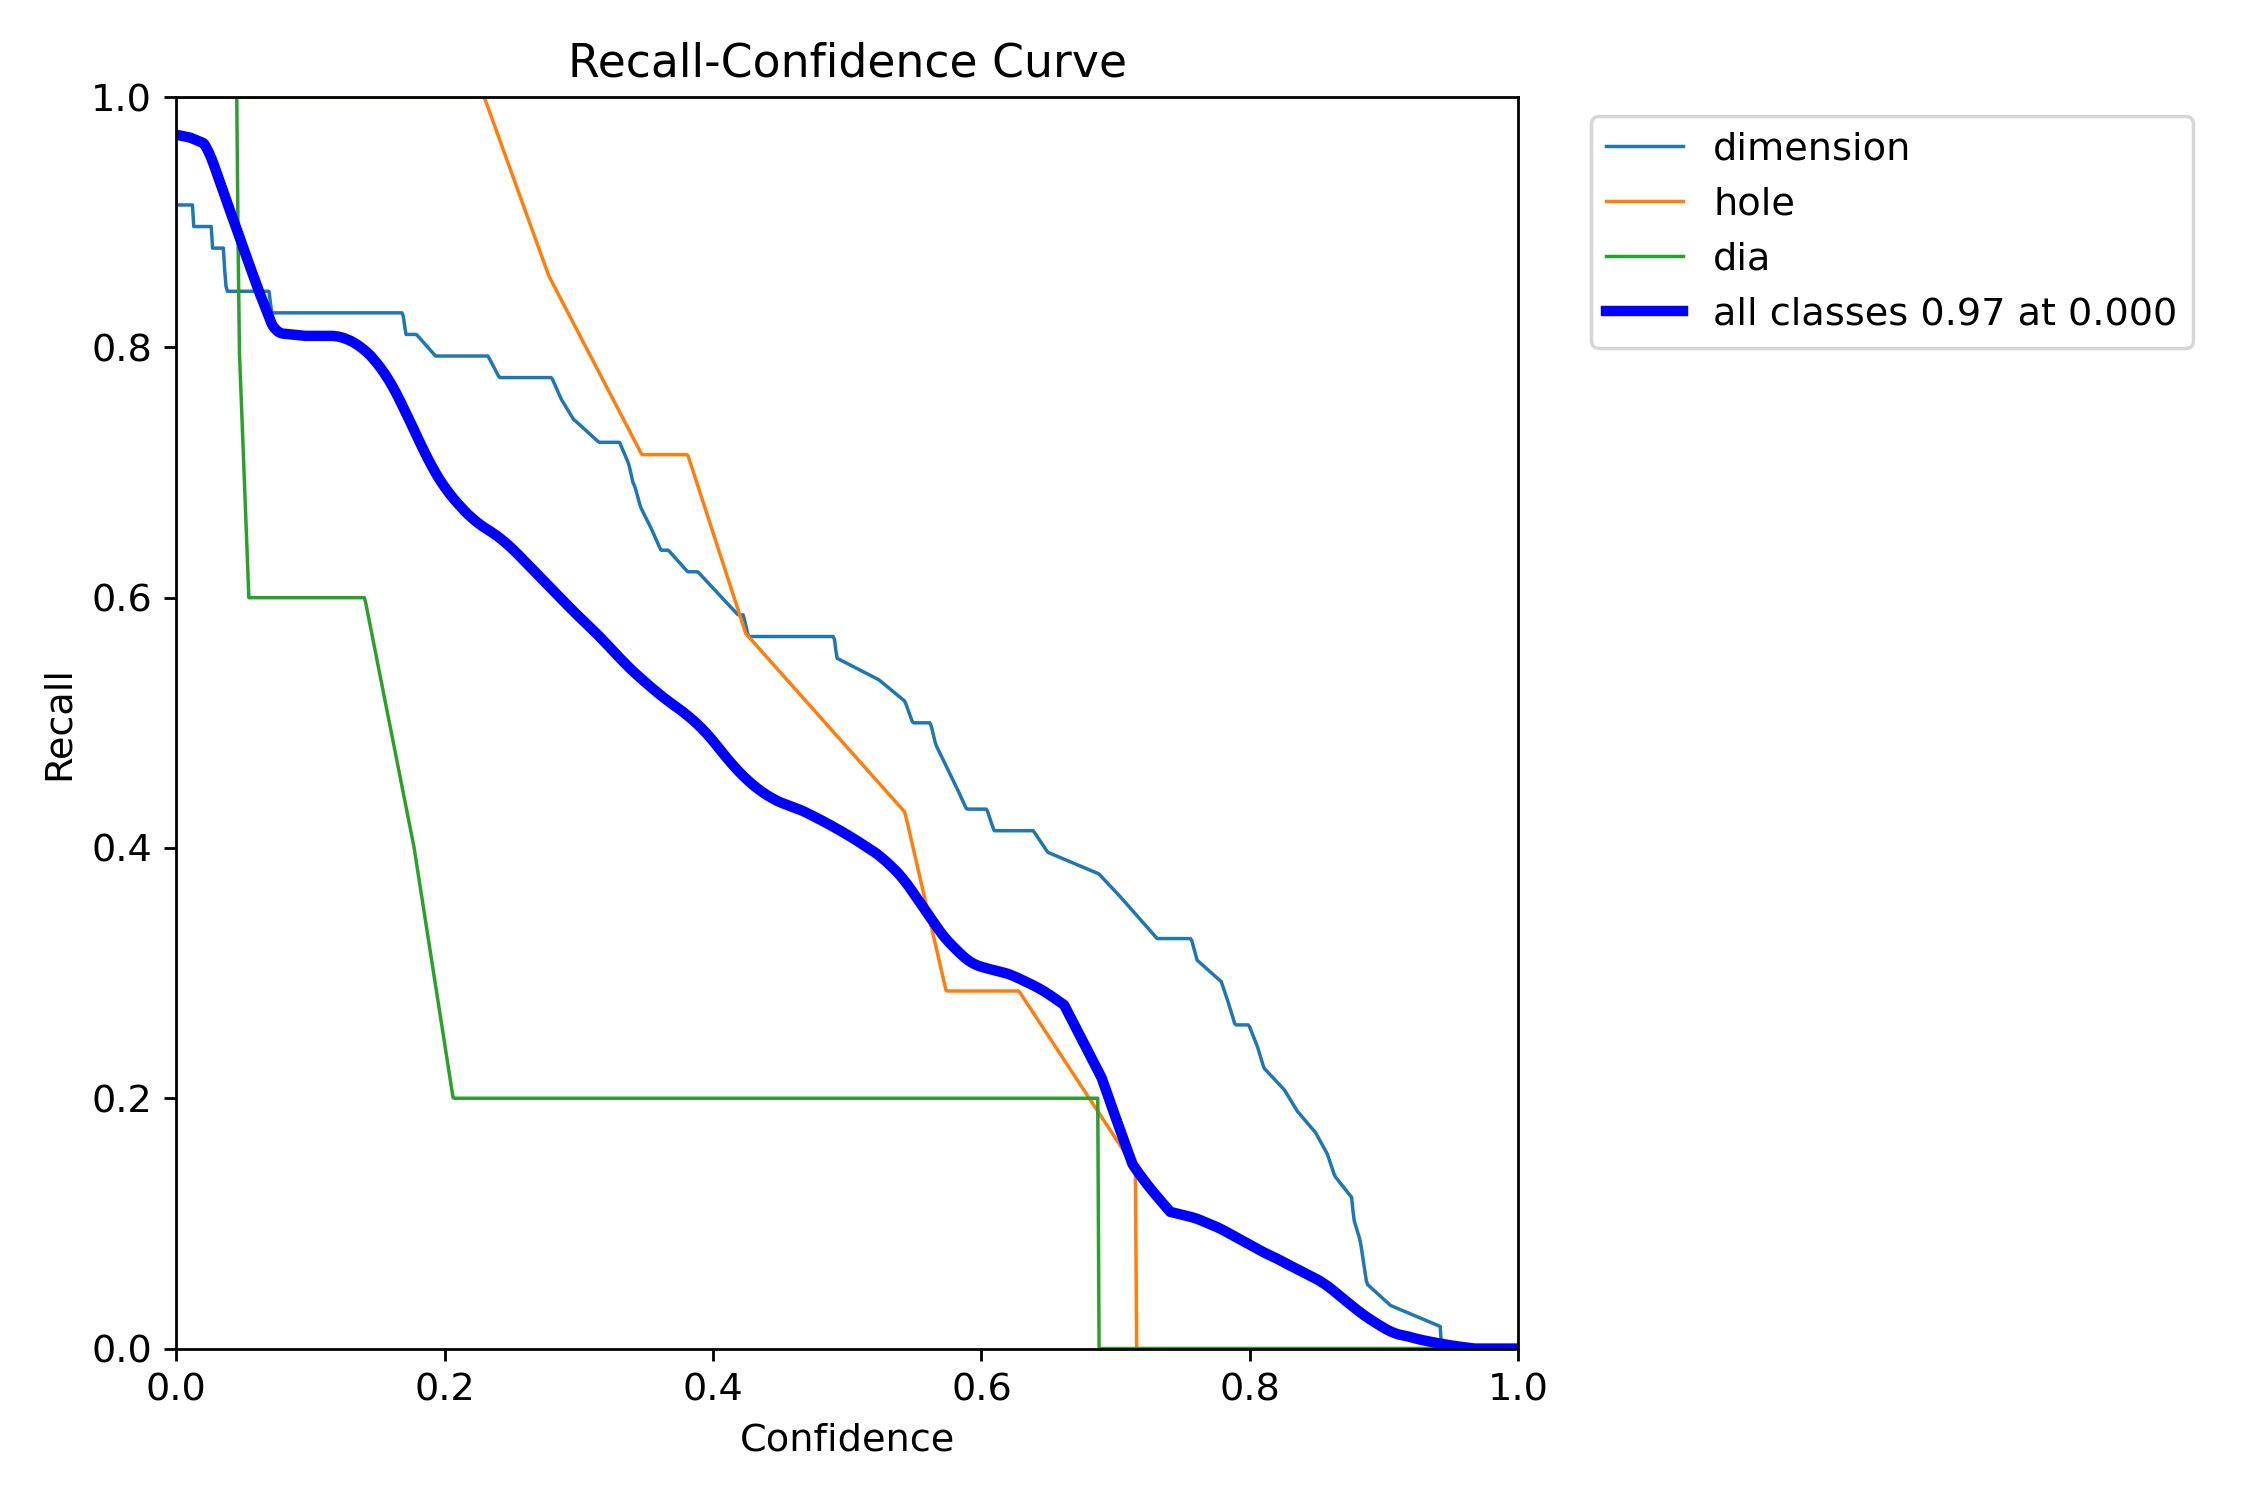 Recall-Confidence Curve
1.0
0.8
0.6
0.4
0.2
0.0
Recall
0.0 0.2 0.4 0.6 0.8 1.0
Confidence
dimension
hole
dia
all classes 0.97 at 0.000